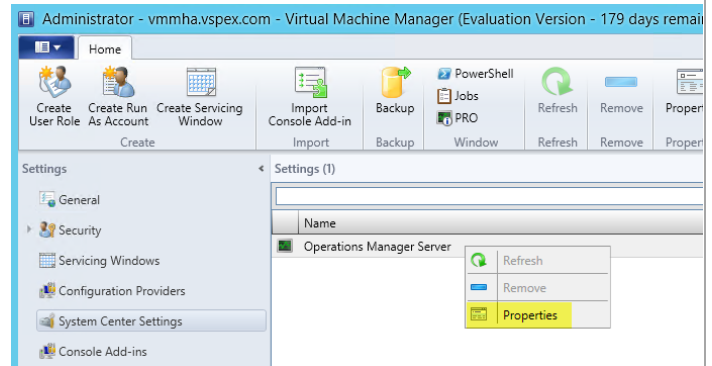 Administrator - vmmha.vspex.com - Virtual Machine Manager (Evaluation Version - 179 days
Home
Create User Role
Create Run As Account
Create Servicing Window
Import Console Add-in
Backup
PowerShell
Jobs
PRO
Refresh
Remove
Create
Import
Backup
Window
Refresh
Remove
Settings
Settings (1)
General
Name
Security
Operations Manager Server
Servicing Windows
Refresh
Configuration Providers
Remove
System Center Settings
Properties
Console Add-ins